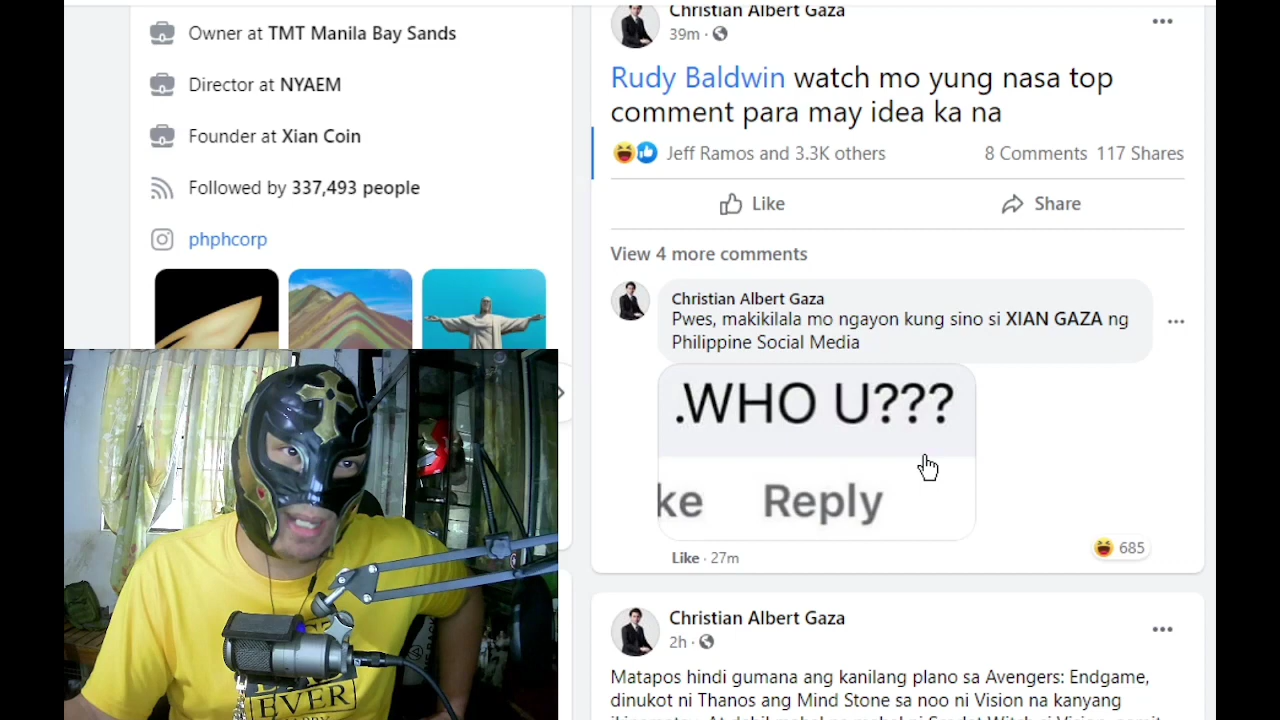 Owner at TMT Manila Bay Sands
Director at NYAEM
Founder at Xian Coin
Followed by 337,493 people
phphcorp
Christian Albert Gaza
39m ·
Rudy Baldwin watch mo yung nasa top
comment para may idea ka na
Jeff Ramos and 3.3K others
8 Comments 117 Shares
Like
Share
View 4 more comments
Christian Albert Gaza
Pwes, makikilala mo ngayon kung sino si XIAN GAZA ng
Philippine Social Media
.WHO U???
ke Reply
685
Like · 27m
Christian Albert Gaza
2h ·
Matapos hindi gumana ang kanilang plano sa Avengers: Endgame,
dinukot ni Thanos ang Mind Stone sa noo ni Vision na kanyang
EVER